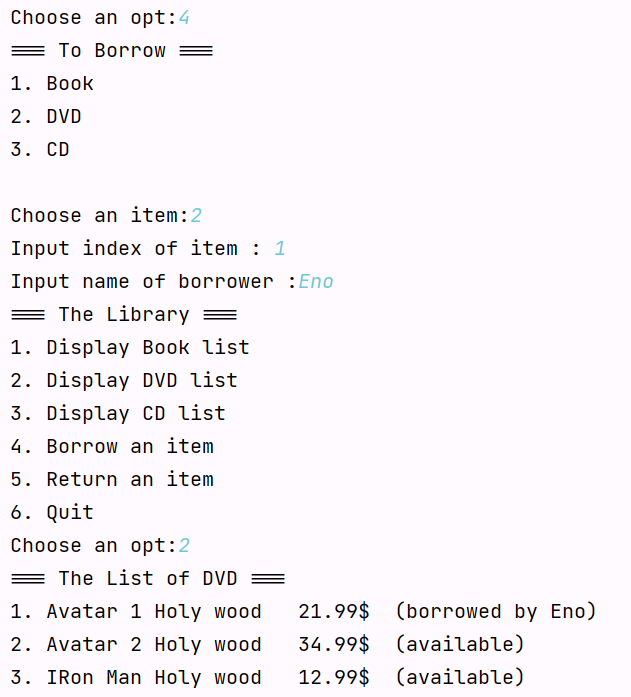 Choose an opt:4
=== To Borrow ===
1. Book
2. DVD
3. CD
Choose an item:2
Input index of item : 1
Input name of borrower :Eno
=== The Library ===
1. Display Book list
2. Display DVD list
3. Display CD list
4. Borrow an item
5. Return an item
6. Quit
Choose an opt:2
=== The List of DVD ===
1. Avatar 1 Holy wood   21.99$  (borrowed by Eno)
2. Avatar 2 Holy wood   34.99$  (available)
3. IRon Man Holy wood   12.99$  (available)